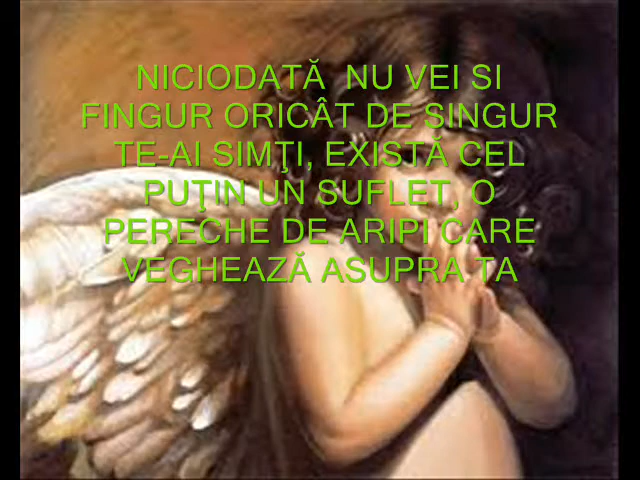 NICIODATĂ  NU VEI SI
FINGUR ORICÂT DE SINGUR
TE-AI SIMŢI, EXISTĂ CEL
PUŢIN UN SUFLET, O
PERECHE DE ARIPI CARE
VEGHEAZĂ ASUPRA TA